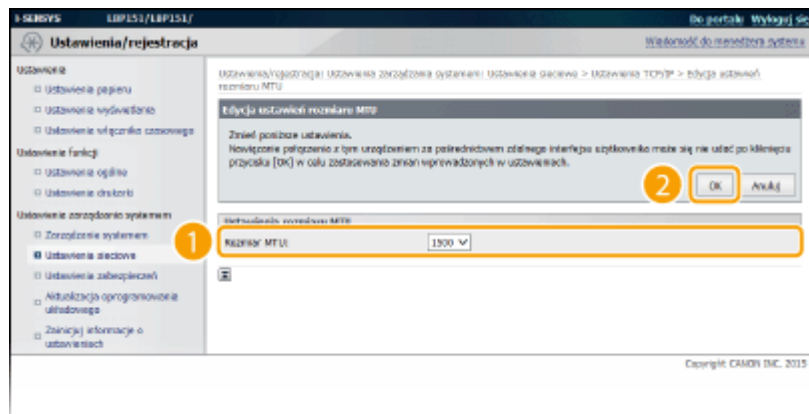 i-SENSYS LBP151/LBP151/ Do portalu Wyloguj się
Ustawienia/rejestracja Wiadomość do menedżera systemu
Ustawienia
Ustawienia papieru
Ustawienia wyświetlania
Ustawienia włącznika czasowego
Ustawienia funkcji
Ustawienia ogólne
Ustawienia drukarki
Ustawienia zarządzania systemem
Zarządzanie systemem
Ustawienia sieciowe
Ustawienia zabezpieczeń
Aktualizacja oprogramowania
układowego
Zainicjuj informacje o
ustawieniach
Ustawienia/rejestracja: Ustawienia zarządzania systemem: Ustawienia sieciowe > Ustawienia TCP/IP > Edycja ustawień
rozmiaru MTU
Edycja ustawień rozmiaru MTU
Zmień poniższe ustawienia.
Nawiązanie połączenia z tym urządzeniem za pośrednictwem zdalnego interfejsu użytkownika może się nie udać po kliknięciu
przycisku [OK] w celu zastosowania zmian wprowadzonych w ustawieniach.
2 OK Anuluj
Ustawienia rozmiaru MTU
1 Rozmiar MTU: 1500
Copyright CANON INC. 2015